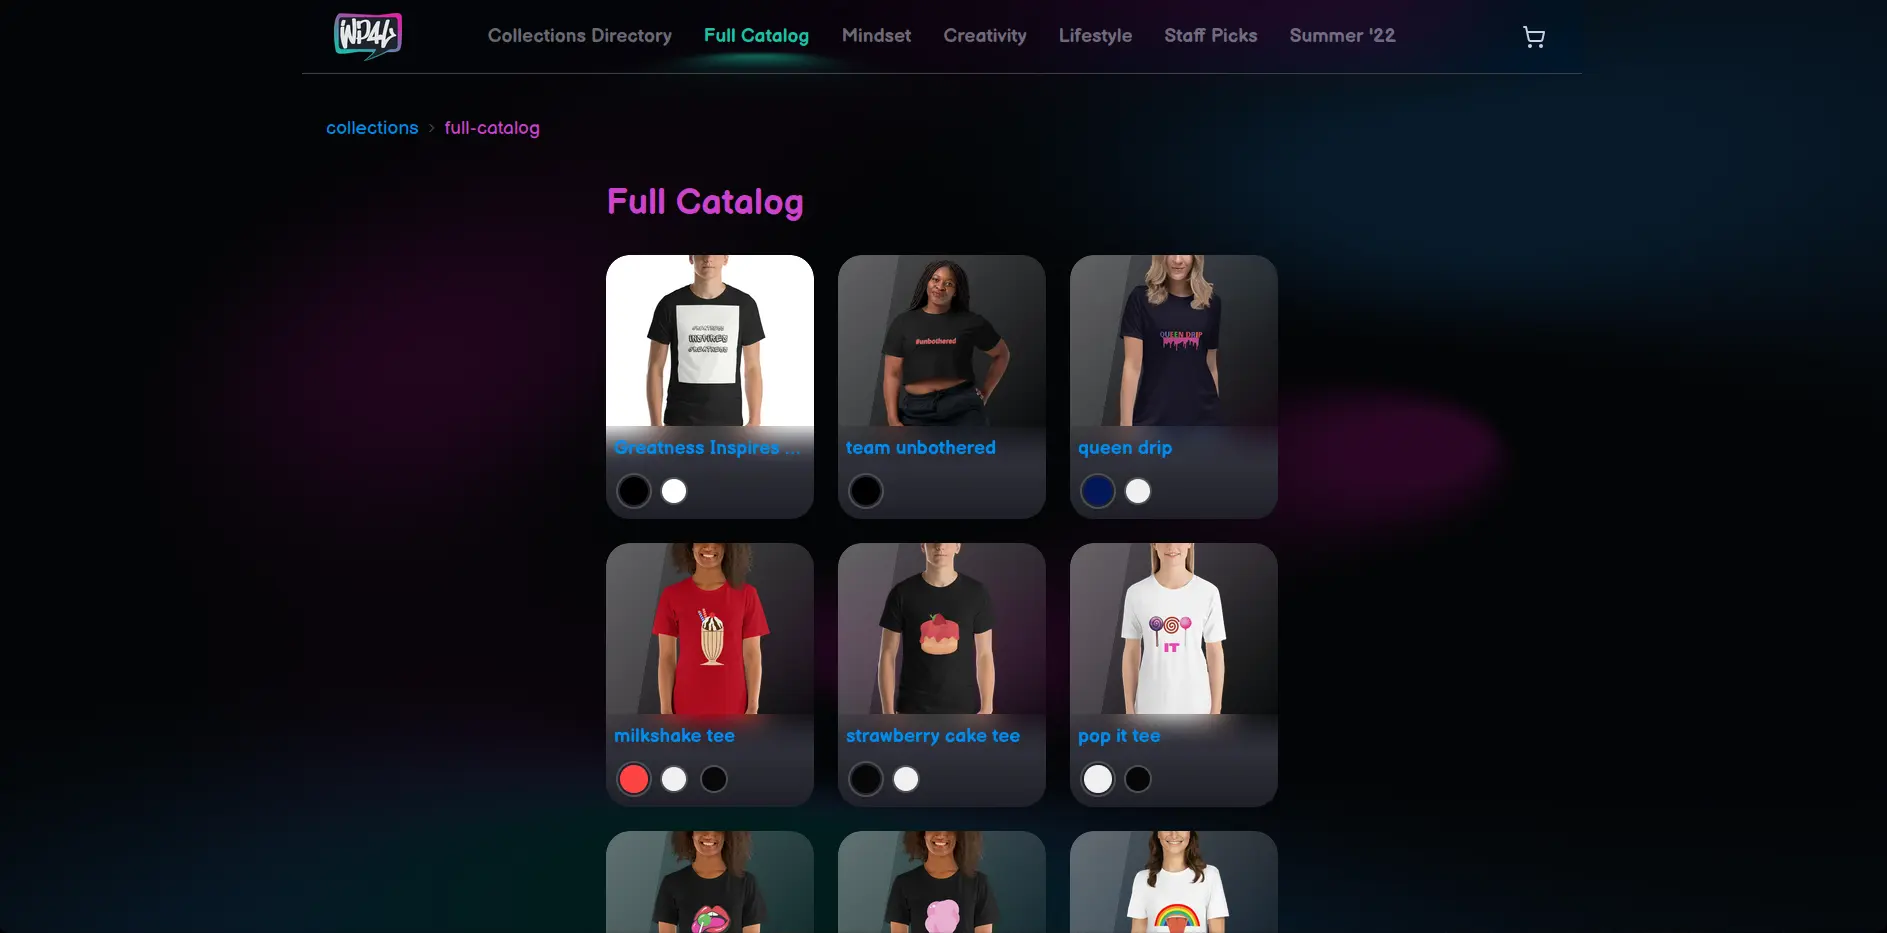 WP4L
Collections Directory
Full Catalog
Mindset
Creativity
Lifestyle
Staff Picks
Summer '22
collections > full-catalog
Full Catalog
GREATNESS
INSPIRES
GREATNESS
#unbothered
QUEEN DRIP
Greatness Inspires ...
team unbothered
queen drip
IT
milkshake tee
strawberry cake tee
pop it tee